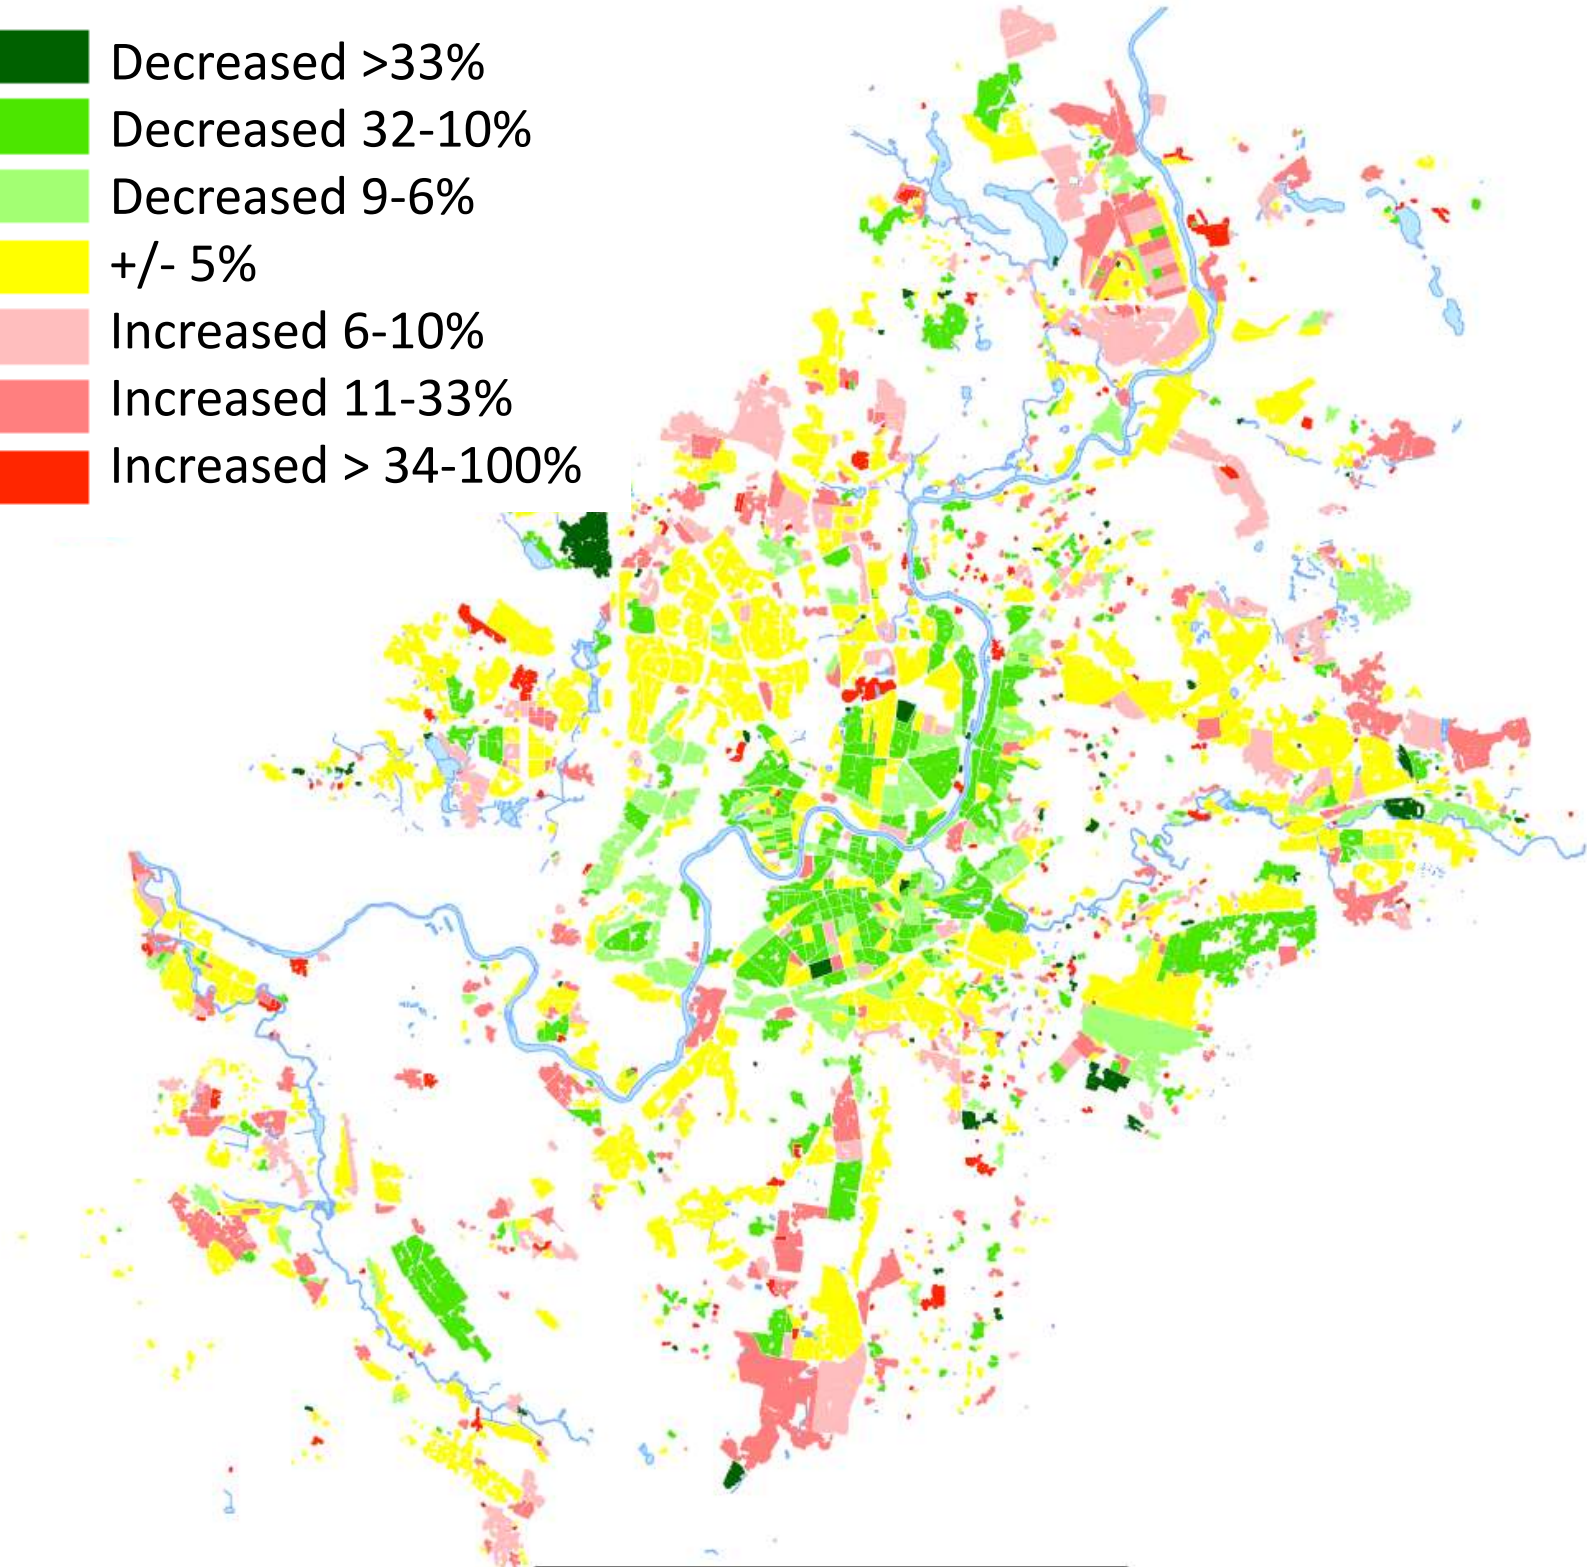 Decreased >33%
Decreased 32-10%
Decreased 9-6%
+/- 5%
Increased 6-10%
Increased 11-33%
Increased > 34-100%